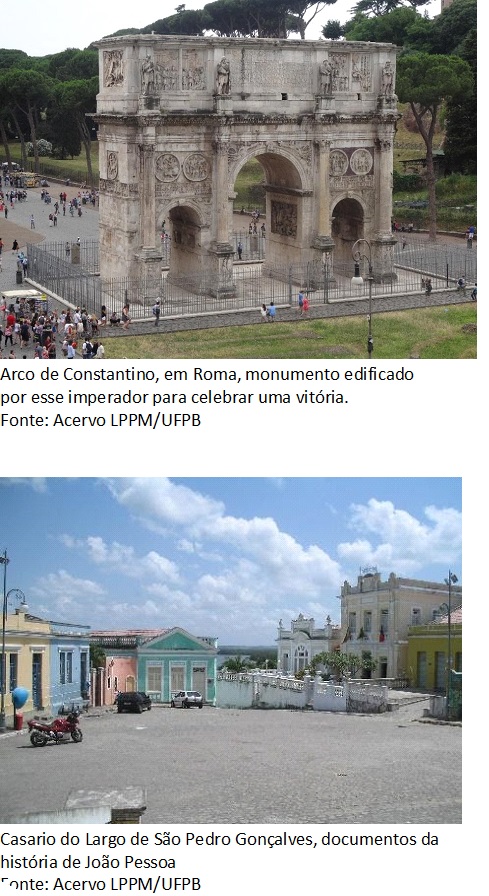 Arco de Constantino, em Roma, monumento edificado
por esse imperador para celebrar uma vitória.
Fonte: Acervo LPPM/UFPB
Casario do Largo de São Pedro Gonçalves, documentos da
história de João Pessoa
Fonte: Acervo LPPM/UFPB